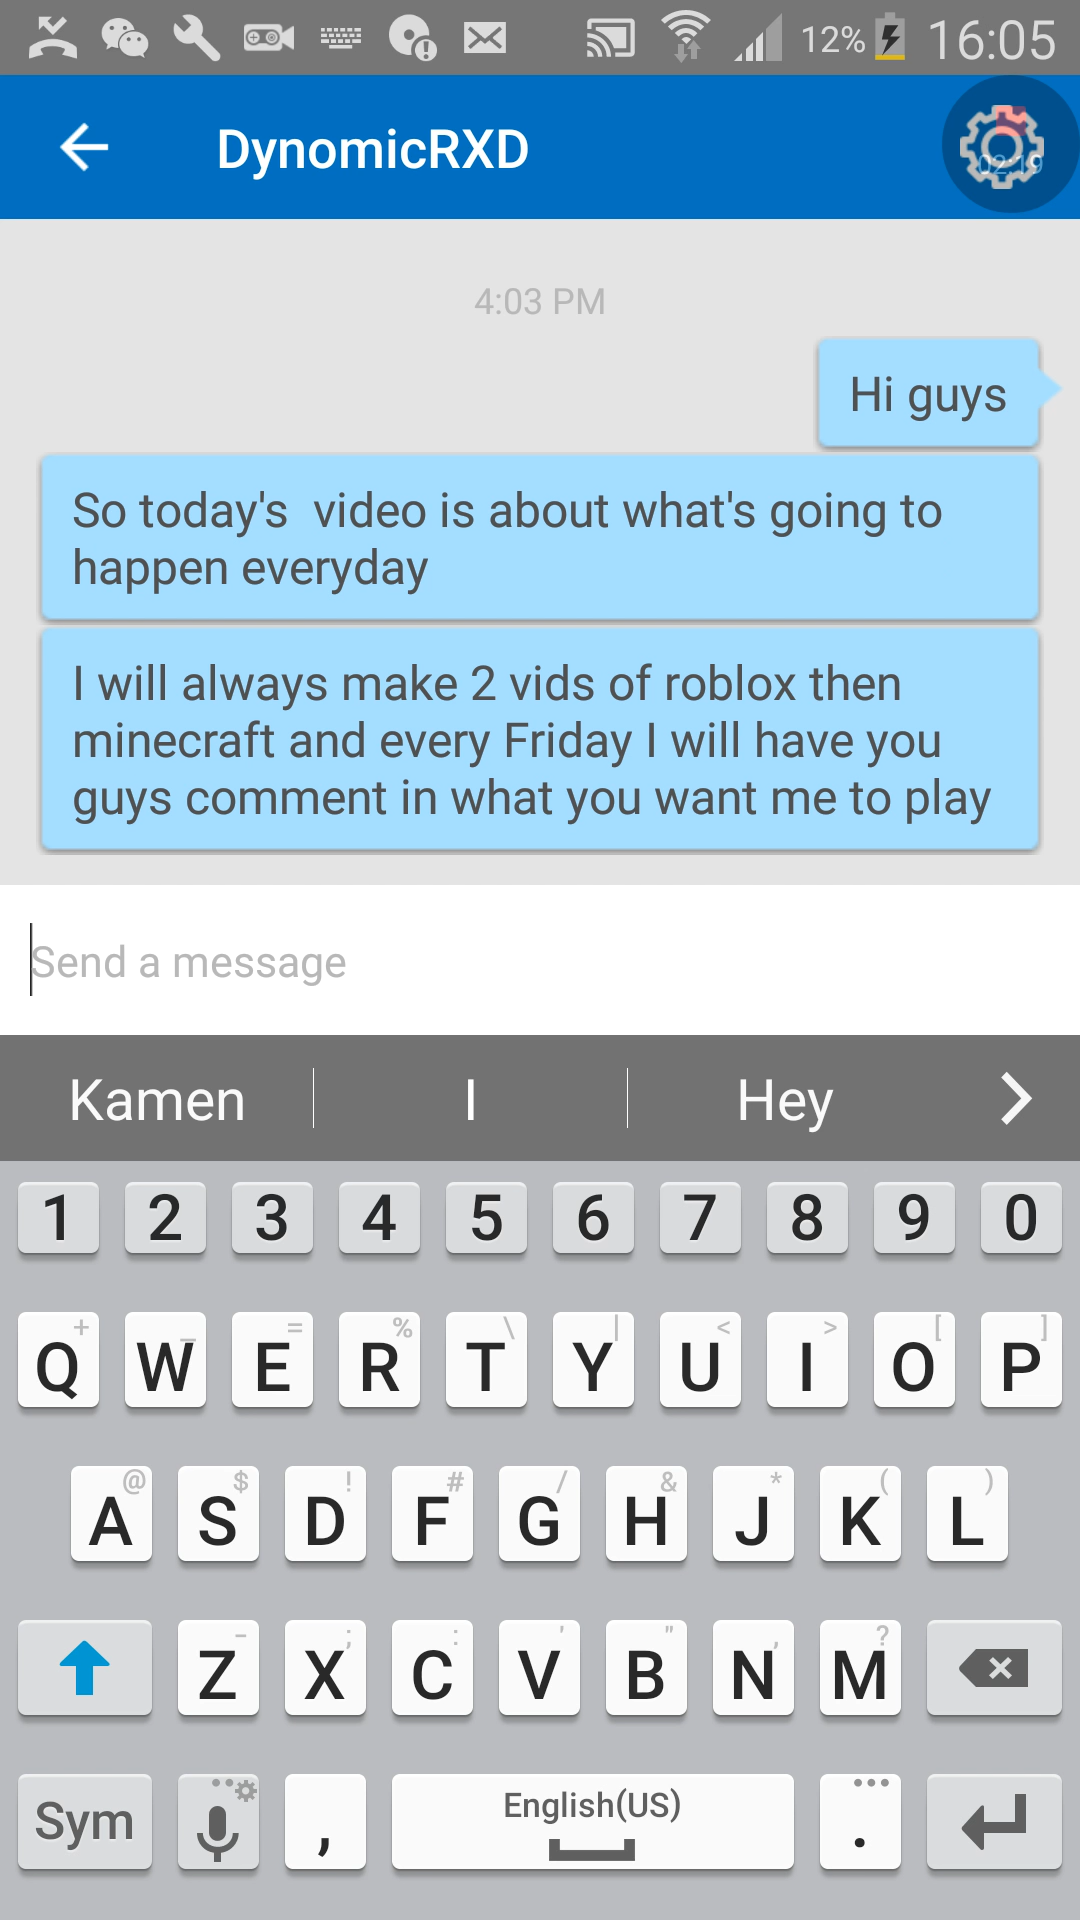 12% 16:05
DynomicRXD
02:19
4:03 PM
Hi guys
So today's  video is about what's going to
happen everyday
I will always make 2 vids of roblox then
minecraft and every Friday I will have you
guys comment in what you want me to play
Send a message
Kamen I Hey
1 2 3 4 5 6 7 8 9 0
+ _ = % \ | < > [ ]
Q W E R T Y U I O P
@ $ ! # / & * ( )
A S D F G H J K L
- ; : ' " , ?
Z X C V B N M
Sym , English(US) .